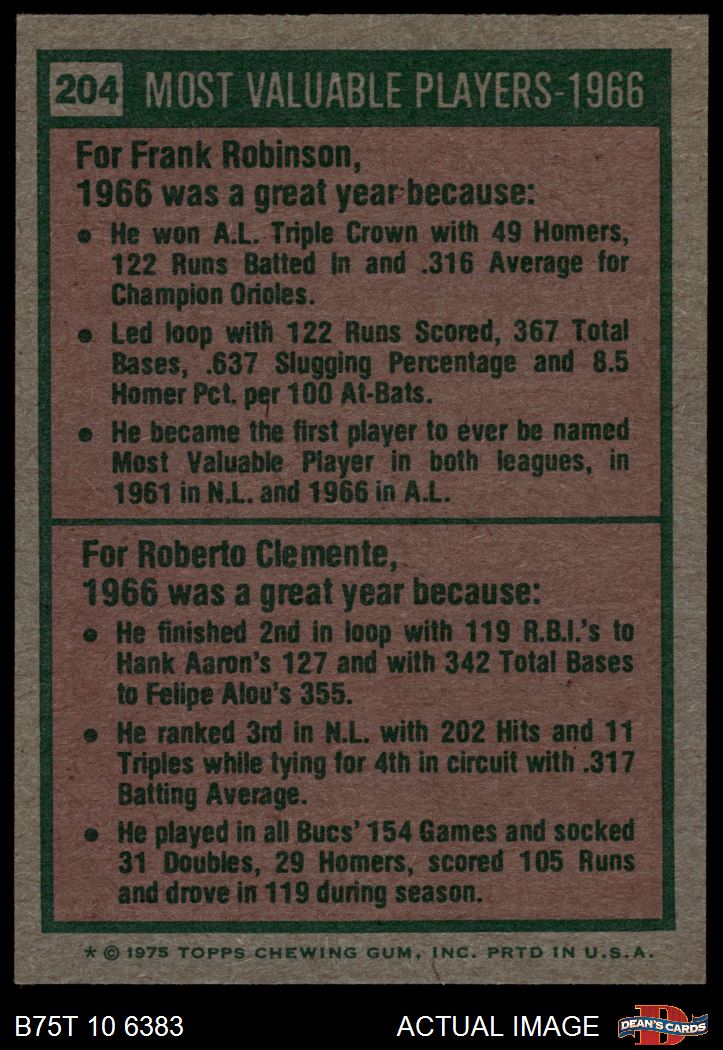 204 MOST VALUABLE PLAYERS-1966
For Frank Robinson,
1966 was a great year because:
● He won A.L. Triple Crown with 49 Homers,
122 Runs Batted In and .316 Average for
Champion Orioles.
● Led loop with 122 Runs Scored, 367 Total
Bases, .637 Slugging Percentage and 8.5
Homer Pct. per 100 At-Bats.
● He became the first player to ever be named
Most Valuable Player in both leagues, in
1961 in N.L. and 1966 in A.L.
For Roberto Clemente,
1966 was a great year because:
● He finished 2nd in loop with 119 R.B.I.'s to
Hank Aaron's 127 and with 342 Total Bases
to Felipe Alou's 355.
● He ranked 3rd in N.L. with 202 Hits and 11
Triples while tying for 4th in circuit with .317
Batting Average.
● He played in all Bucs' 154 Games and socked
31 Doubles, 29 Homers, scored 105 Runs
and drove in 119 during season.
* © 1975 TOPPS CHEWING GUM, INC. PRTD IN U.S.A.
B75T 10 6383 ACTUAL IMAGE D DEAN'S CARDS